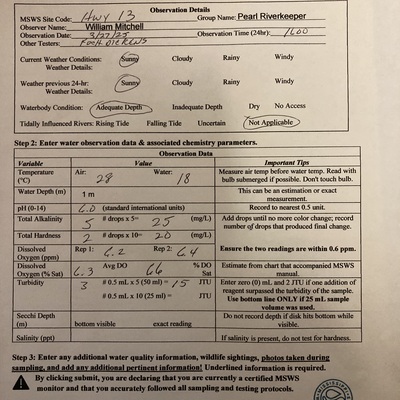 Observation Details
MSWS Site Code: Hwy 13 Group Name: Pearl Riverkeeper
Observer Name: William Mitchell
Observation Date: 3/27/25 Observation Time (24hr): 1600
Other Testers:
Current Weather Conditions: Sunny Cloudy Rainy Windy
Weather Details:
Weather previous 24-hr: Sunny Cloudy Rainy Windy
Weather Details:
Waterbody Condition: Adequate Depth Inadequate Depth Dry No Access
Tidally Influenced Rivers: Rising Tide Falling Tide Uncertain Not Applicable
Step 2: Enter water observation data & associated chemistry parameters.
Observation Data
Variable Value Important Tips
Temperature (°C) Air: 28 Water: 18 Measure air temp before water temp. Read with bulb submerged if possible. Don't touch bulb.
Water Depth (m) 1 m This can be an estimation or exact measurement.
pH (0-14) 6.0 (standard international units) Record to nearest 0.5 unit.
Total Alkalinity 5 # drops x 5= 25 (mg/L) Add drops until no more color change; record number of drops that produced final change.
Total Hardness 2 # drops x 10= 20 (mg/L)
Dissolved Oxygen (ppm) Rep 1: 6.2 Rep 2: 6.4 Ensure the two readings are within 0.6 ppm.
Dissolved Oxygen (% Sat) 6.3 Avg DO 66 % DO Sat Estimate from chart that accompanied MSWS manual.
Turbidity 3 # 0.5 mL x 5 (50 ml) = 15 JTU Enter zero (0) mL and 2 JTU if one addition of reagent surpassed the turbidity of the sample.
# 0.5 mL x 10 (25 ml) = JTU Use bottom line ONLY if 25 mL sample volume was used.
Secchi Depth (m) bottom visible exact reading Do not record depth if disk hits bottom while visible.
Salinity (ppt) If salinity is present, do not test for hardness.
Step 3: Enter any additional water quality information, wildlife sightings, photos taken during
sampling, and add any additional pertinent information! Underlined information is required.
By clicking submit, you are declaring that you are currently a certified MSWS
monitor and that you accurately followed all sampling and testing protocols.